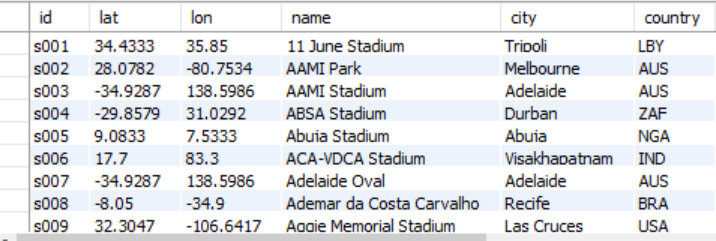 id lat lon name city country
s001 34.4333 35.85 11 June Stadium Tripoli LBY
s002 28.0782 -80.7534 AAMI Park Melbourne AUS
s003 -34.9287 138.5986 AAMI Stadium Adelaide AUS
s004 -29.8579 31.0292 ABSA Stadium Durban ZAF
s005 9.0833 7.5333 Abuja Stadium Abuja NGA
s006 17.7 83.3 ACA-VDCA Stadium Visakhapatnam IND
s007 -34.9287 138.5986 Adelaide Oval Adelaide AUS
s008 -8.05 -34.9 Ademar da Costa Carvalho Recife BRA
s009 32.3047 -106.6417 Aggie Memorial Stadium Las Cruces USA